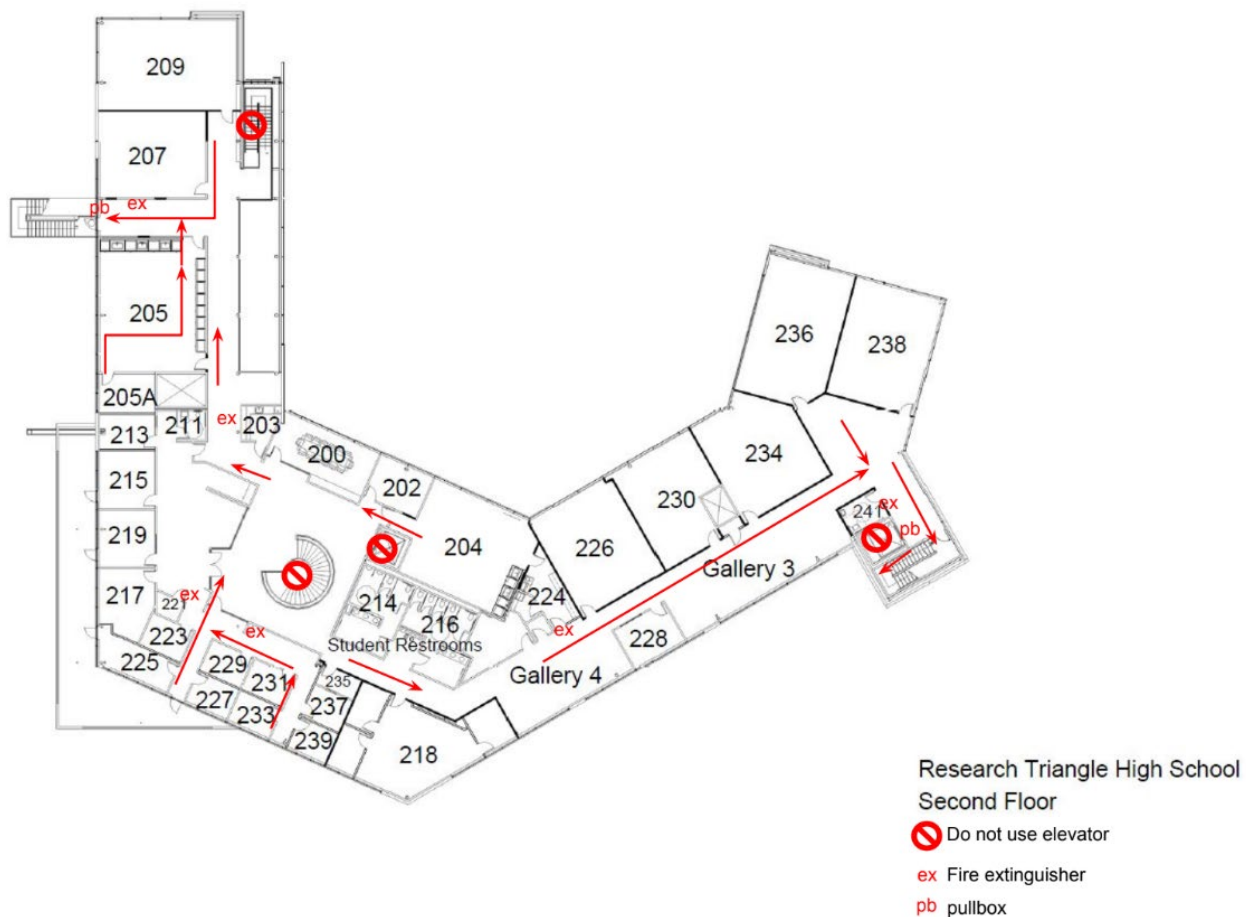 209
207
pb ex
205
205A
213
211
ex
203
200
215
202
219
204
217
221
ex
223
225
ex
229
227
231
233
235
237
239
214
216
Student Restrooms
224
ex
218
226
230
234
236
238
241
ex
pb
Gallery 3
228
Gallery 4
Research Triangle High School
Second Floor
Do not use elevator
ex Fire extinguisher
pb pullbox